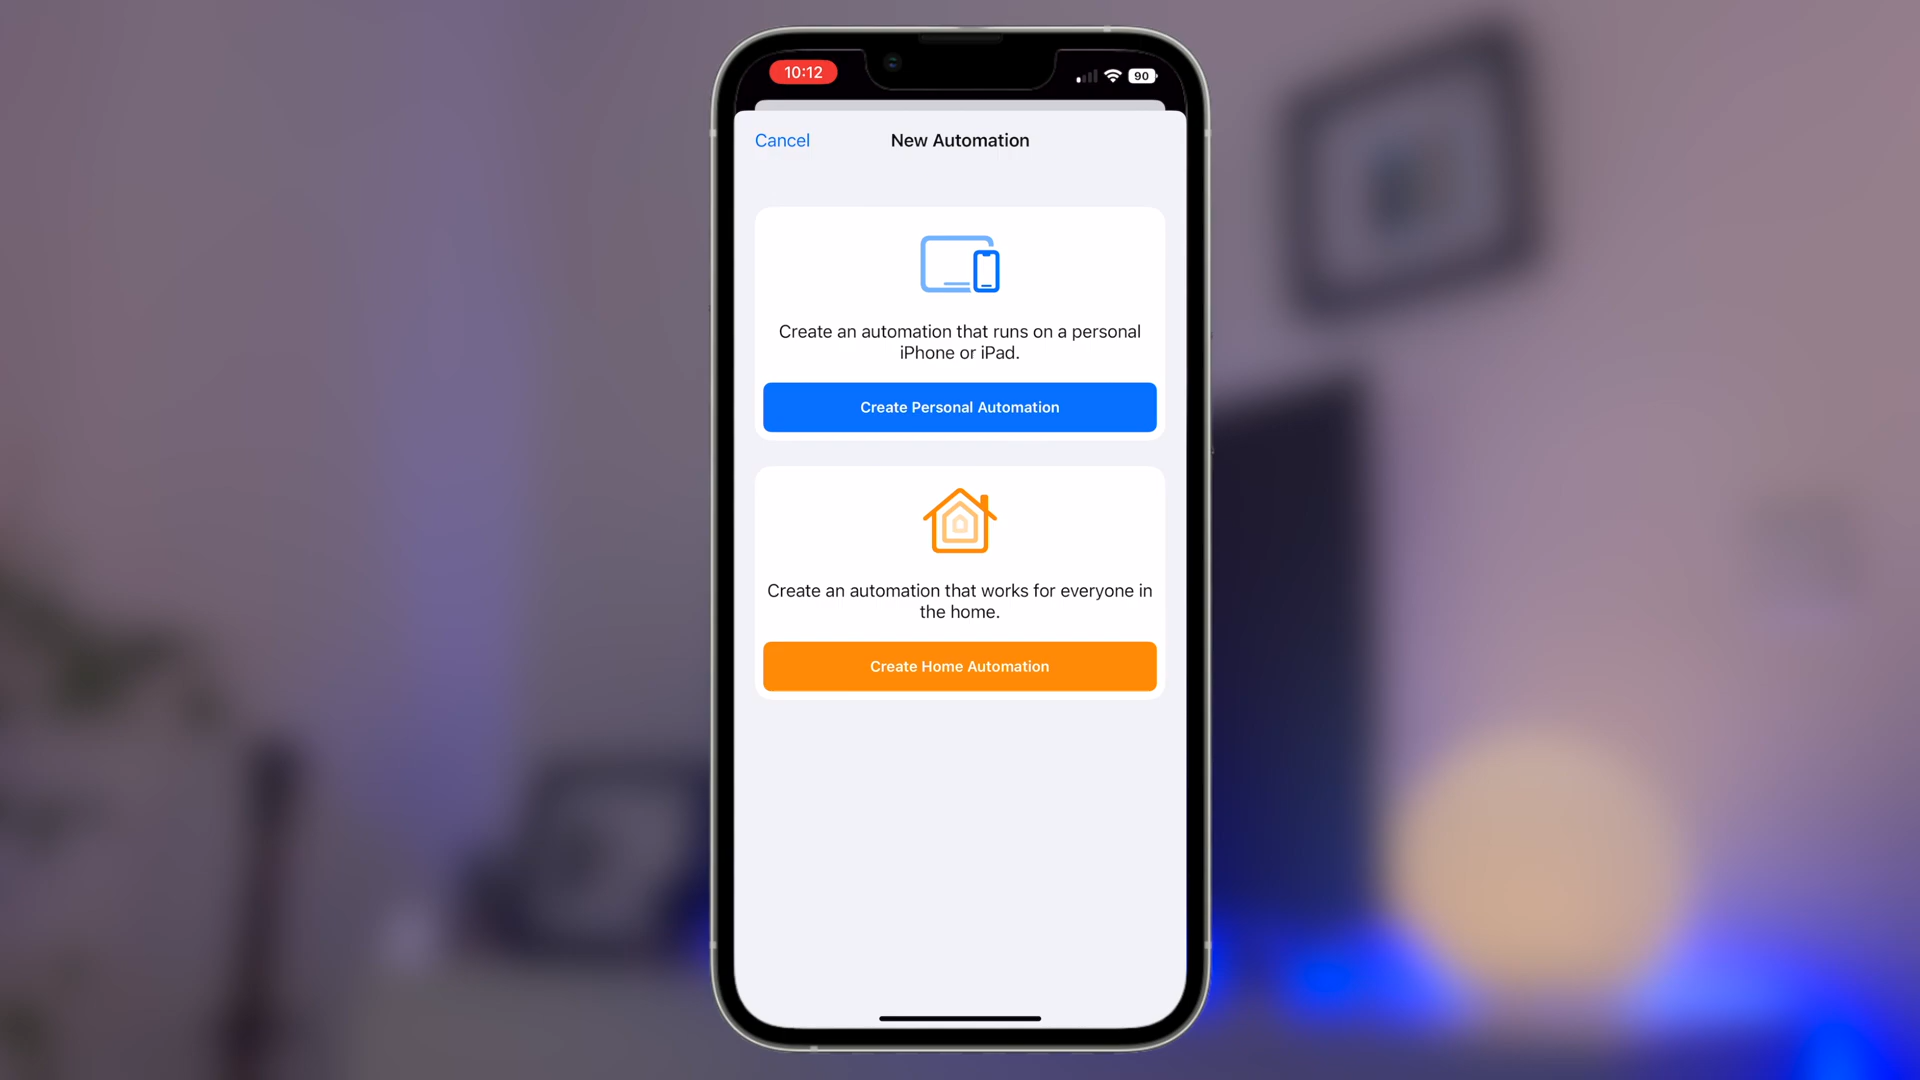 10:12
90
Cancel
New Automation
Create an automation that runs on a personal
iPhone or iPad.
Create Personal Automation
Create an automation that works for everyone in
the home.
Create Home Automation